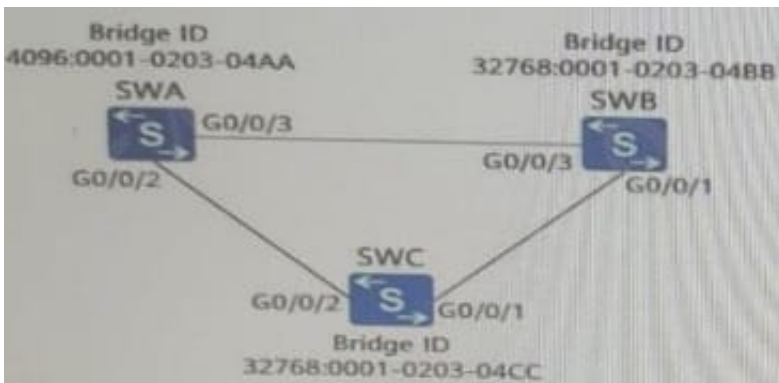 Bridge ID
4096:0001-0203-04AA
SWA
Bridge ID
32768:0001-0203-04BB
SWB
S
G0/0/3
G0/0/3
S
G0/0/2
G0/0/1
SWC
G0/0/2
S
G0/0/1
Bridge ID
32768:0001-0203-04CC